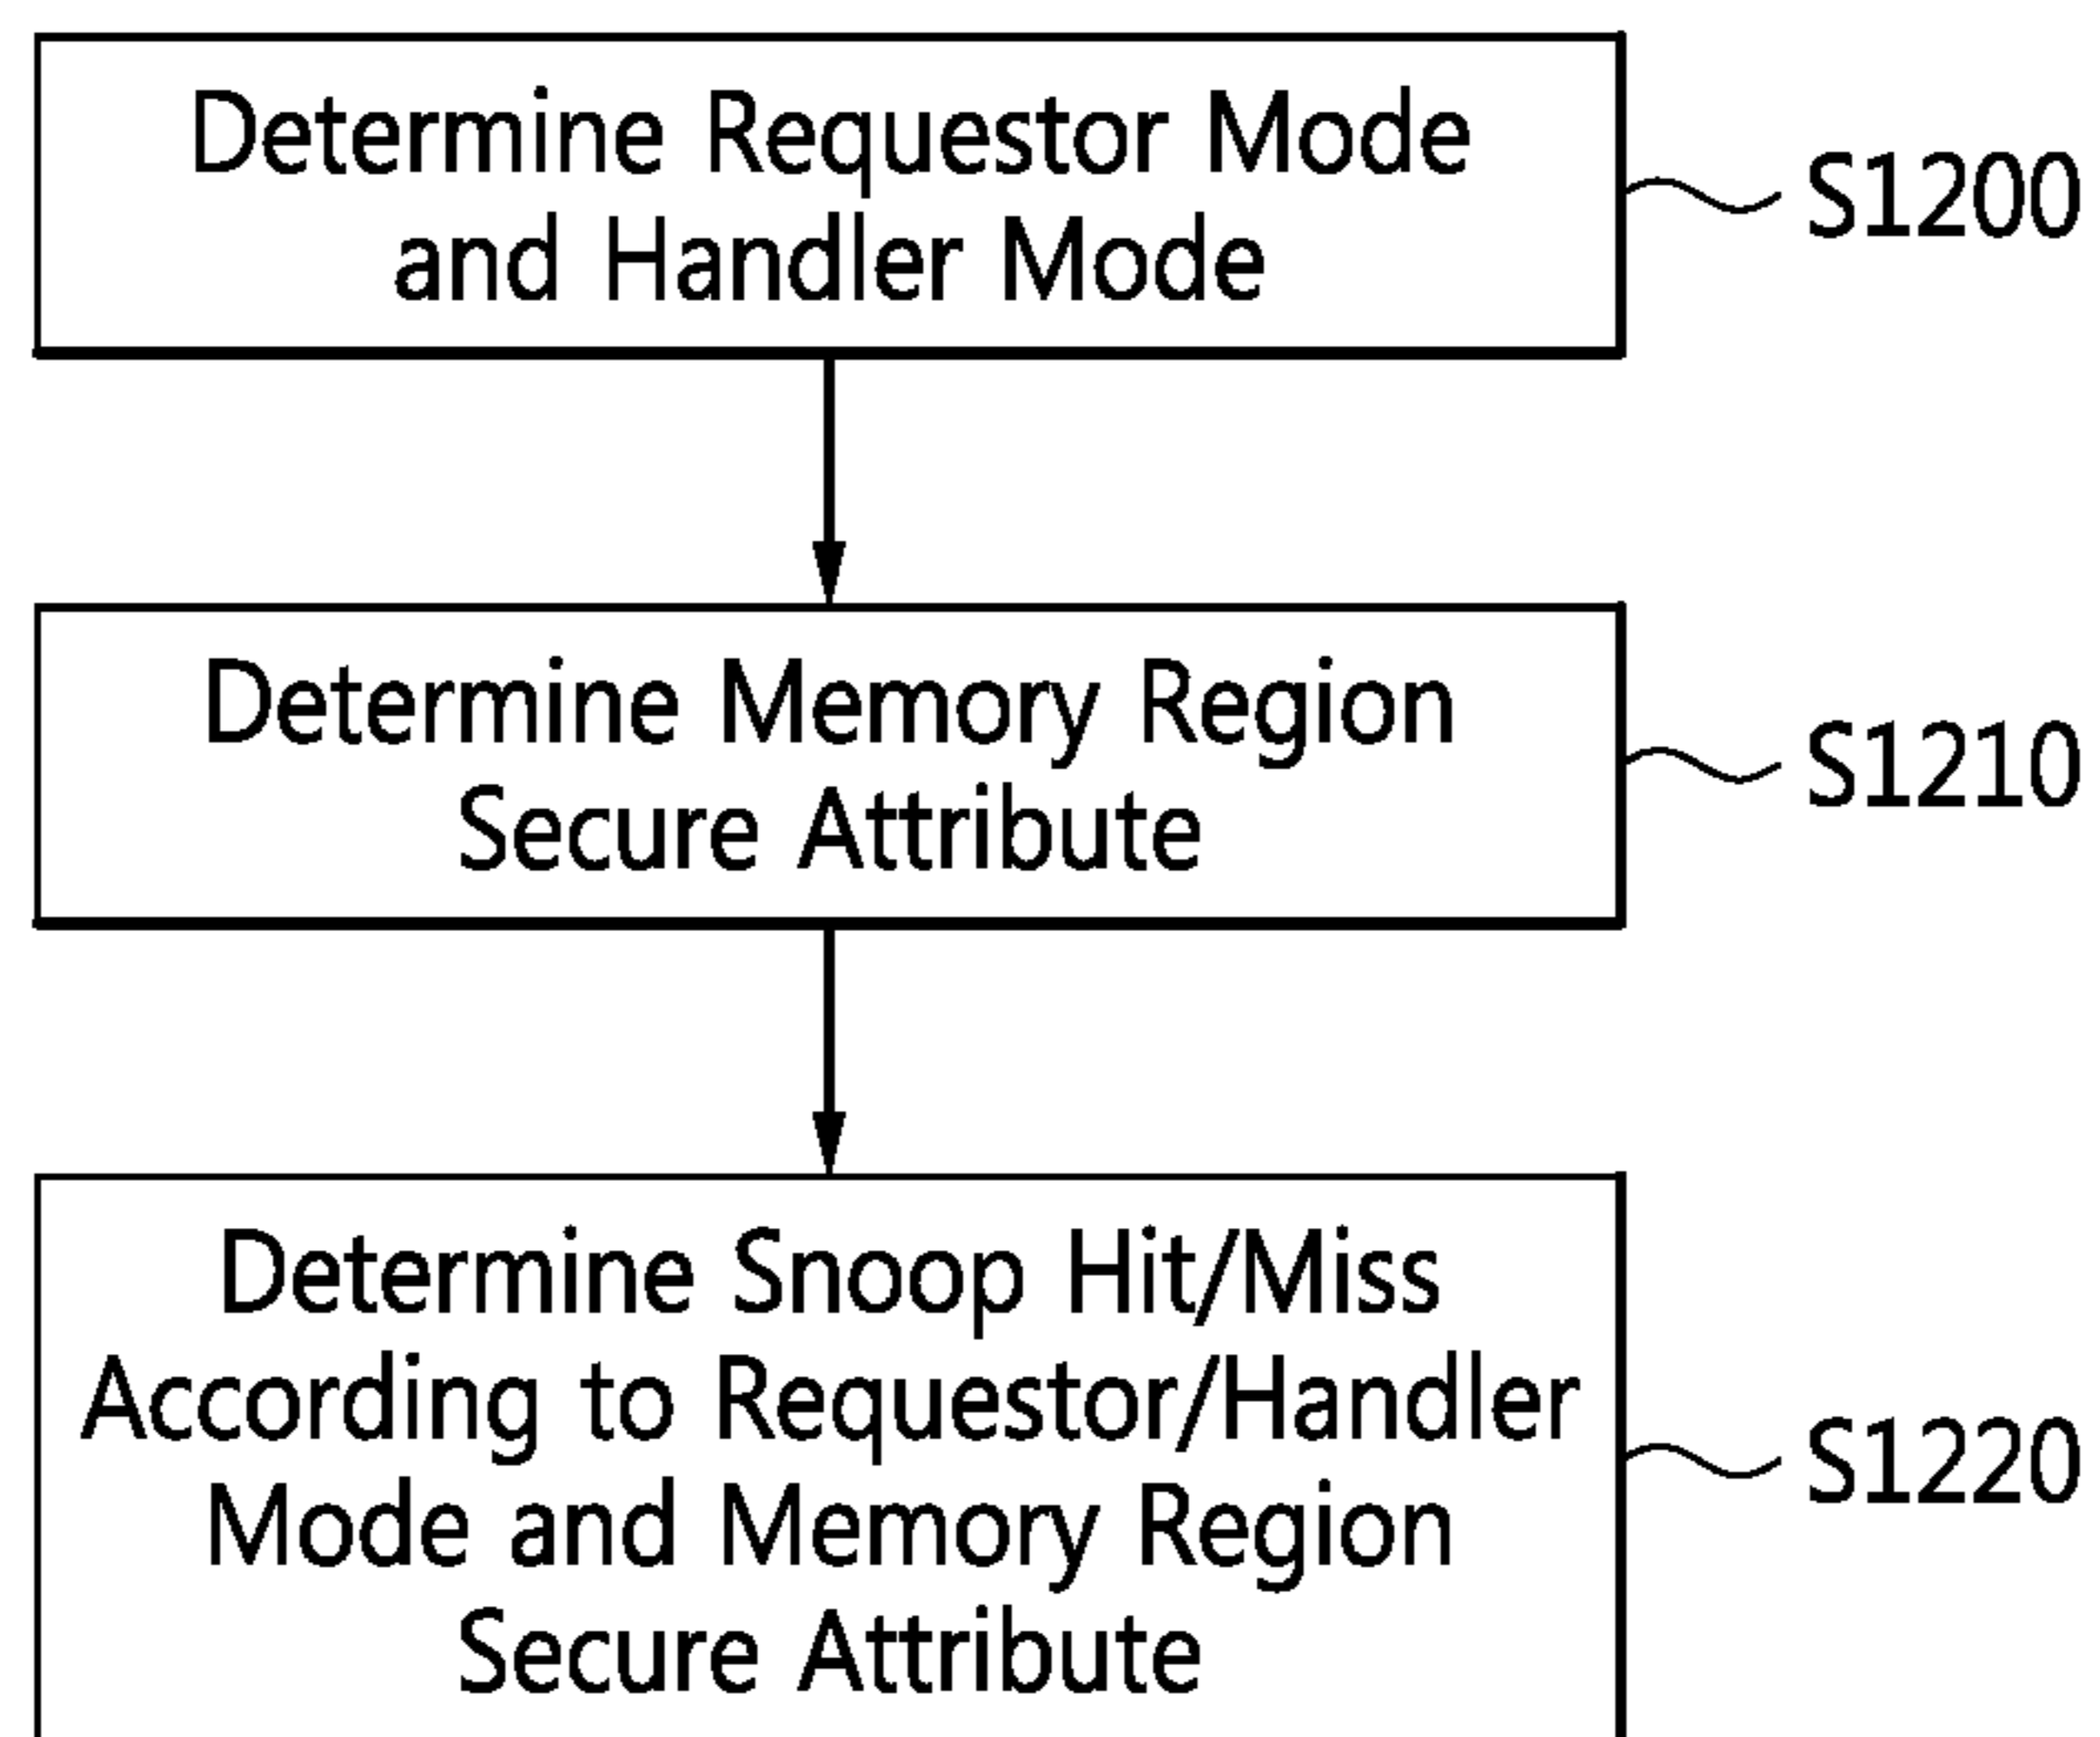 Determine Requestor Mode
and Handler Mode
S1200
Determine Memory Region
Secure Attribute
S1210
Determine Snoop Hit/Miss
According to Requestor/Handler
Mode and Memory Region
Secure Attribute
S1220